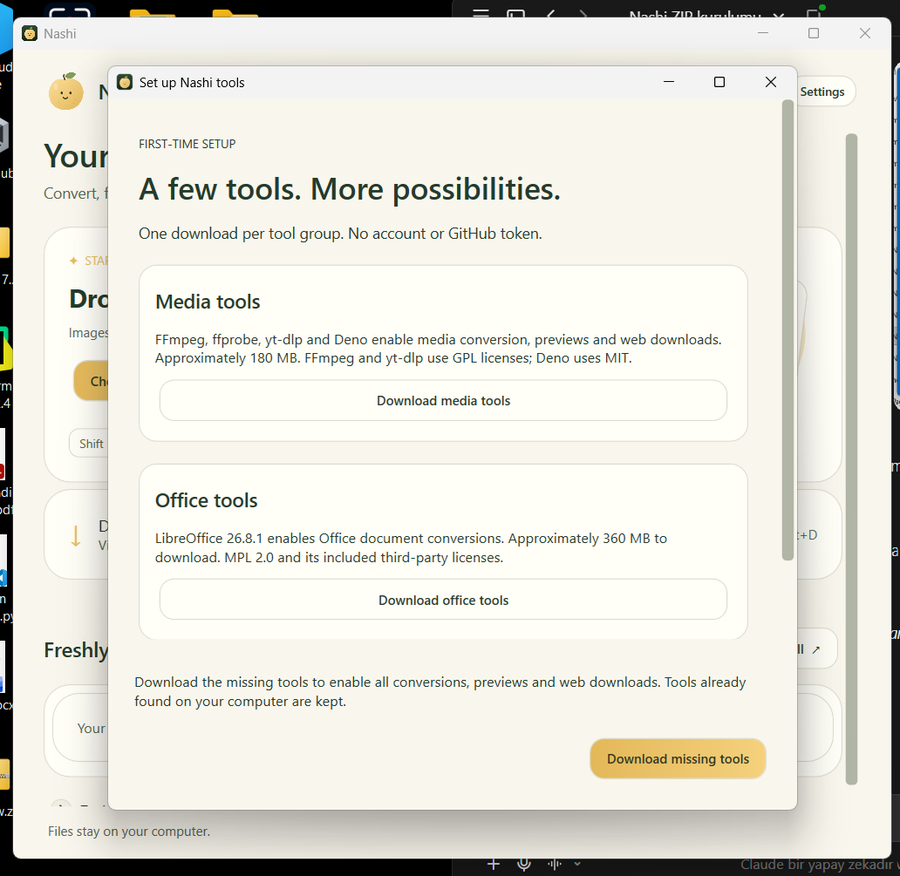 Nashi ZIP kurulumu
Nashi
Set up Nashi tools
Settings
FIRST-TIME SETUP
A few tools. More possibilities.
One download per tool group. No account or GitHub token.
Media tools
FFmpeg, ffprobe, yt-dlp and Deno enable media conversion, previews and web downloads.
Approximately 180 MB. FFmpeg and yt-dlp use GPL licenses; Deno uses MIT.
Download media tools
Office tools
LibreOffice 26.8.1 enables Office document conversions. Approximately 360 MB to
download. MPL 2.0 and its included third-party licenses.
Download office tools
Download the missing tools to enable all conversions, previews and web downloads. Tools already
found on your computer are kept.
Download missing tools
Your
Convert,
Images
Shift
Freshly
Your
Files stay on your computer.
Claude bir yapay zekadır